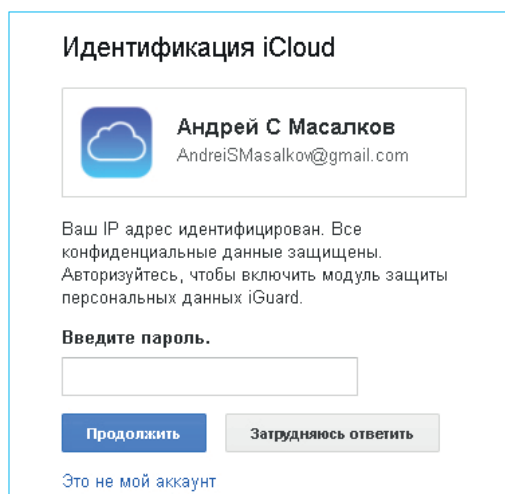 Идентификация iCloud
Андрей С Масалков
AndreiSMasalkov@gmail.com
Ваш IP адрес идентифицирован. Все
конфиденциальные данные защищены.
Авторизуйтесь, чтобы включить модуль защиты
персональных данных iGuard.
Введите пароль.
Продолжить
Затрудняюсь ответить
Это не мой аккаунт